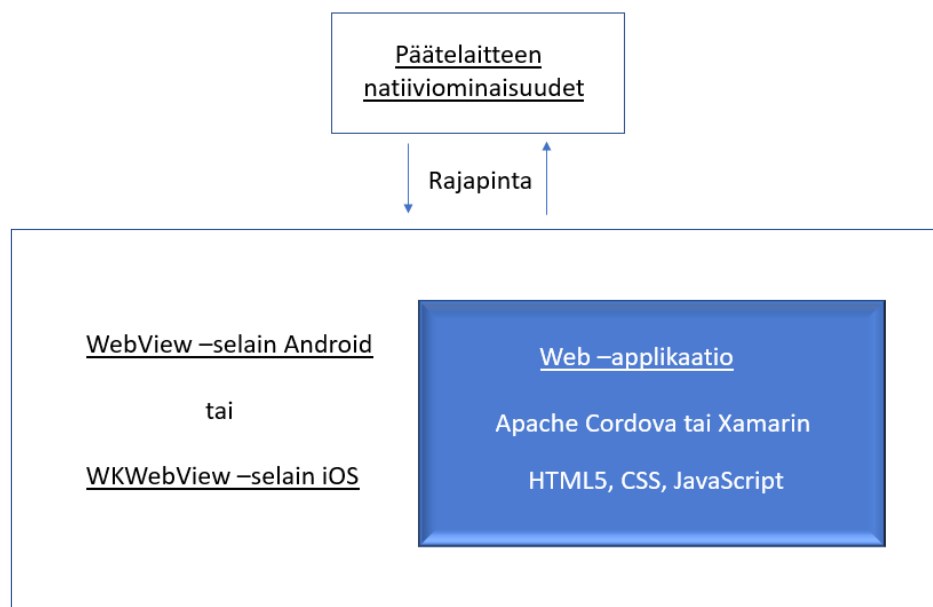 Päätelaitteen
natiiviominaisuudet
Rajapinta
WebView –selain Android
tai
WKWebView –selain iOS
Web –applikaatio
Apache Cordova tai Xamarin
HTML5, CSS, JavaScript